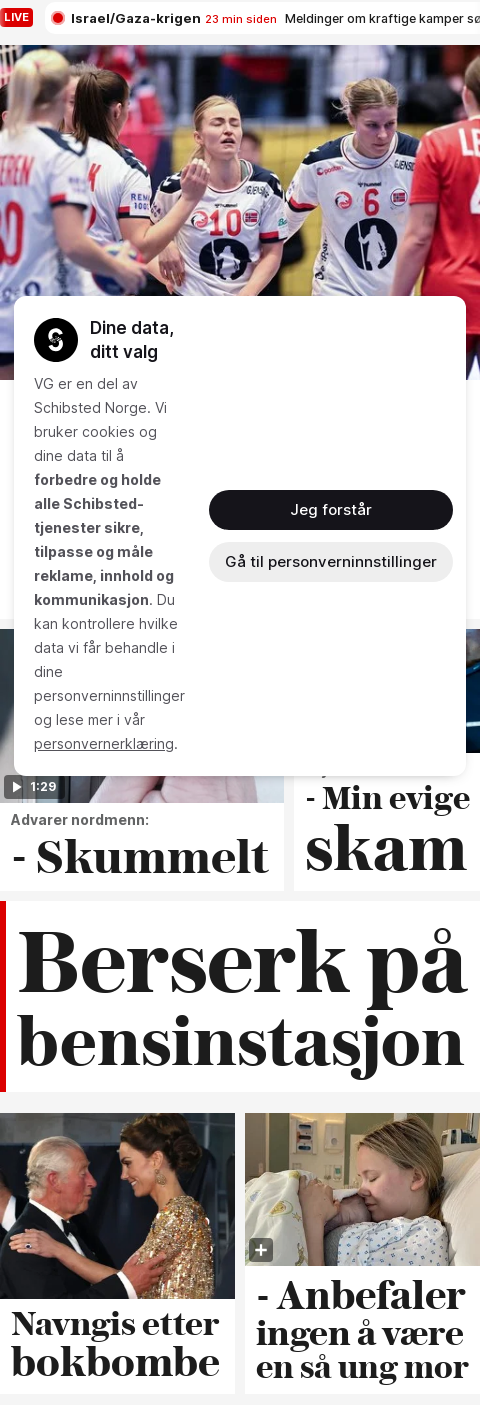 LIVE
Israel/Gaza-krigen 23 min siden Meldinger om kraftige kamper
10
6
Dine data,
ditt valg
VG er en del av
Schibsted Norge. Vi
bruker cookies og
dine data til å
forbedre og holde
alle Schibsted-
tjenester sikre,
tilpasse og måle
reklame, innhold og
kommunikasjon. Du
kan kontrollere hvilke
data vi får behandle i
dine
personverninnstillinger
og lese mer i vår
personvernerklæring.
Jeg forstår
Gå til personverninnstillinger
1:29
Advarer nordmenn:
- Skummelt
- Min evige
skam
Berserk på
bensinstasjon
Navngis etter
bokbombe
- Anbefaler
ingen å være
en så ung mor